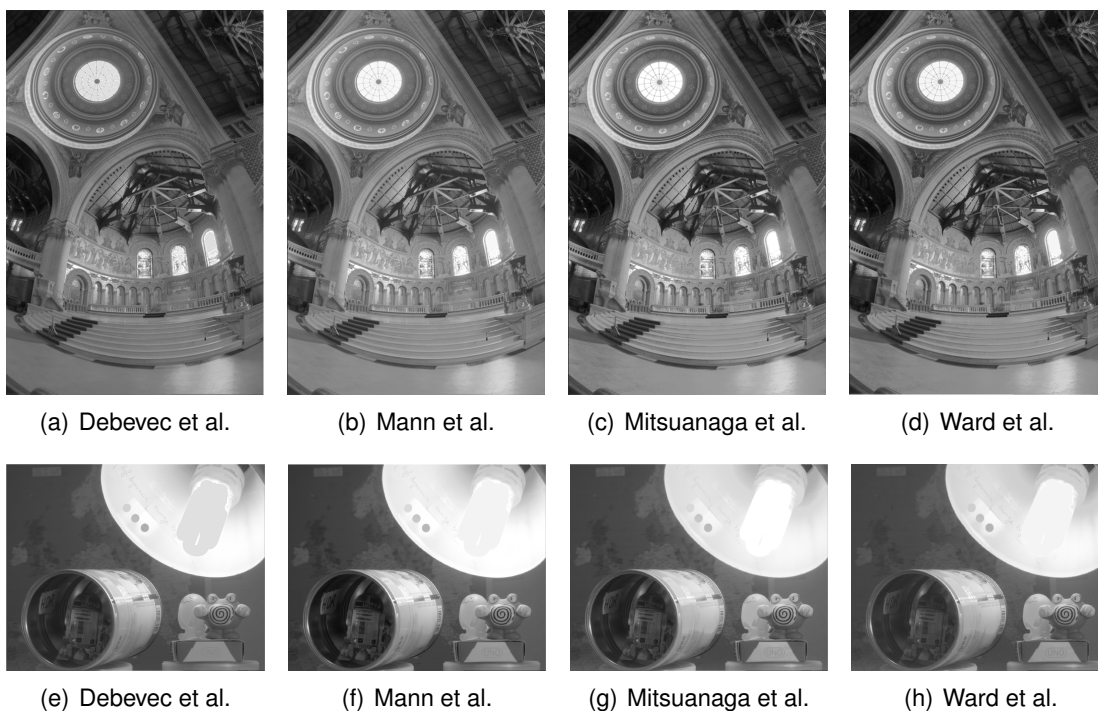 (a) Debevec et al.
(b) Mann et al.
(c) Mitsuanaga et al.
(d) Ward et al.
(e) Debevec et al.
(f) Mann et al.
(g) Mitsuanaga et al.
(h) Ward et al.